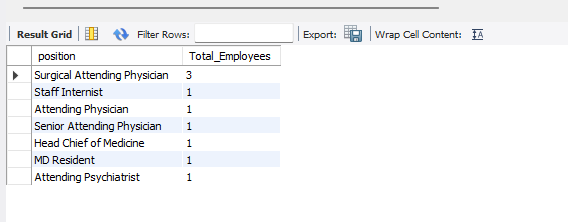 Result Grid Filter Rows: Export: Wrap Cell Content:
position Total_Employees
Surgical Attending Physician 3
Staff Internist 1
Attending Physician 1
Senior Attending Physician 1
Head Chief of Medicine 1
MD Resident 1
Attending Psychiatrist 1